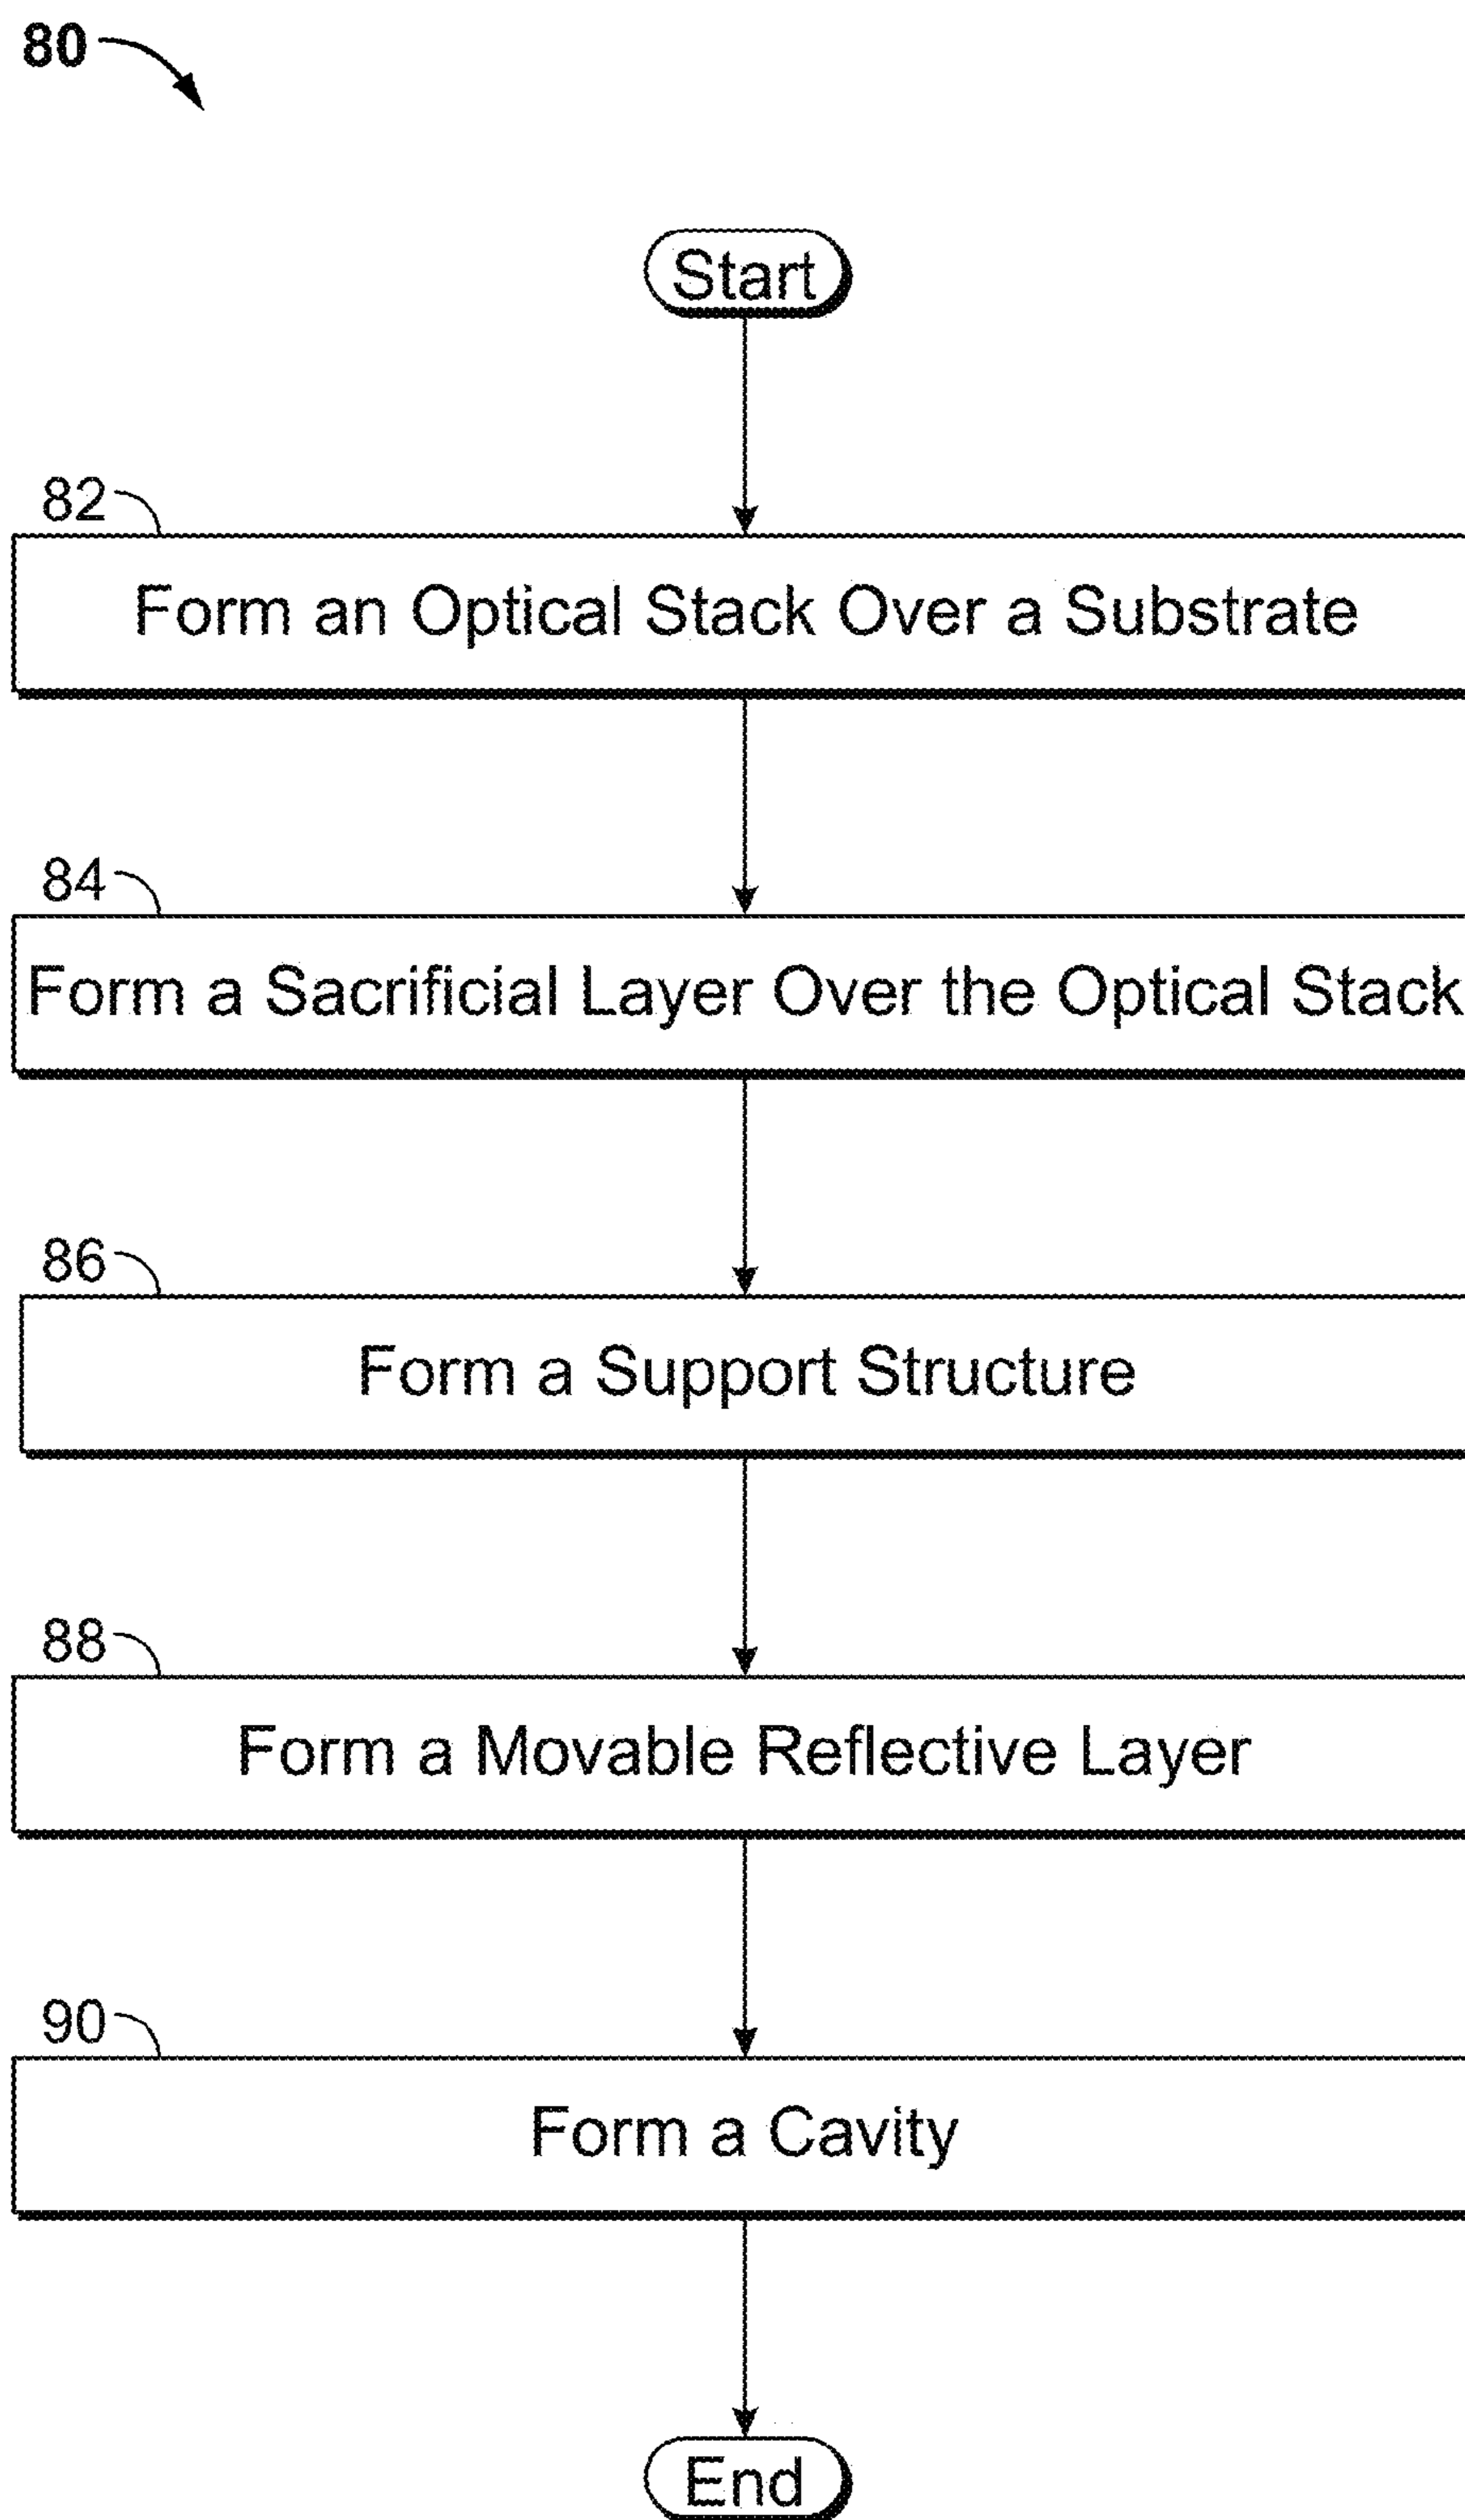 80
Start
82
Form an Optical Stack Over a Substrate
84
Form a Sacrificial Layer Over the Optical Stack
86
Form a Support Structure
88
Form a Movable Reflective Layer
90
Form a Cavity
End